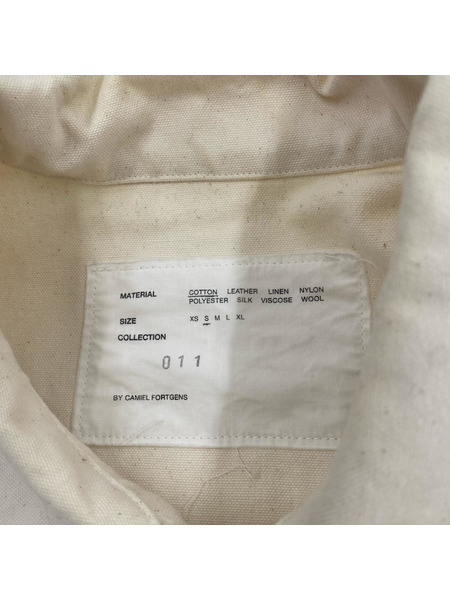 MATERIAL COTTON LEATHER LINEN NYLON
POLYESTER SILK VISCOSE WOOL
SIZE XS S M L XL
COLLECTION
011
BY CAMIEL FORTGENS